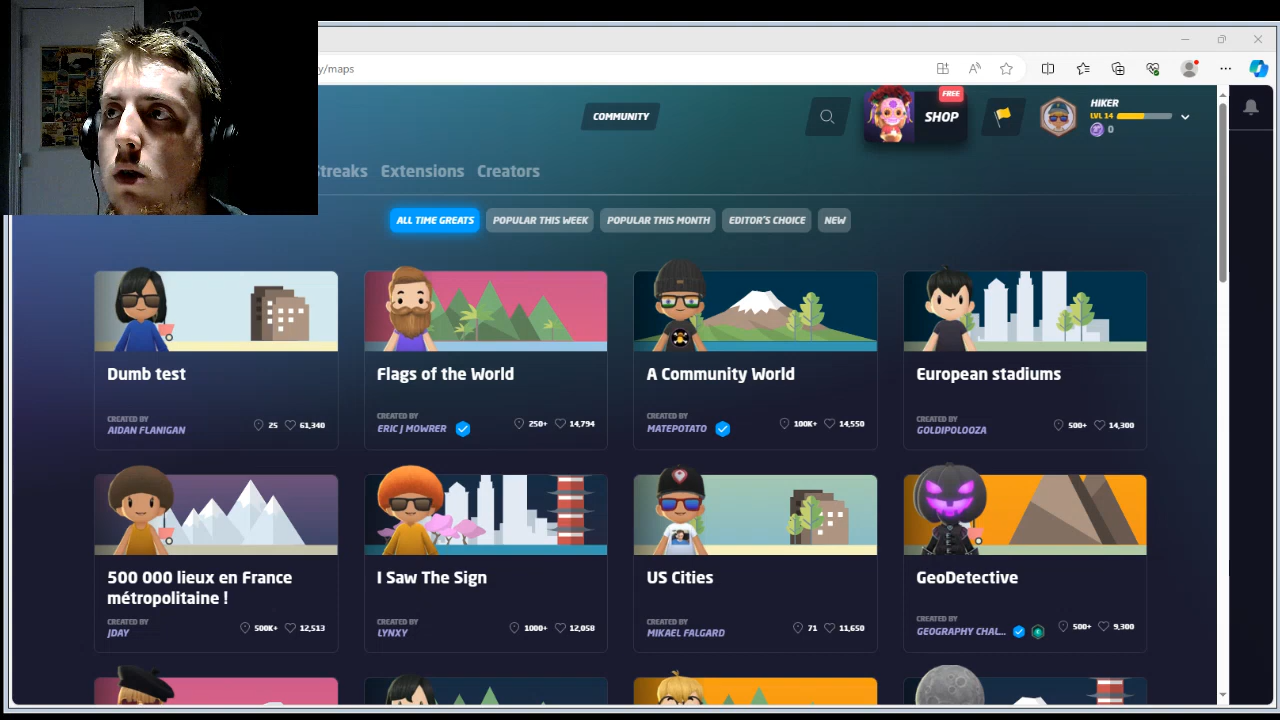 y/maps
COMMUNITY
FREE
SHOP
HIKER
LVL 14
0
Streaks
Extensions
Creators
ALL TIME GREATS
POPULAR THIS WEEK
POPULAR THIS MONTH
EDITOR'S CHOICE
NEW
Dumb test
CREATED BY
AIDAN FLANIGAN
25
61,340
Flags of the World
CREATED BY
ERIC J MOWRER
250+
14,794
A Community World
CREATED BY
MATEPOTATO
100K+
14,550
European stadiums
CREATED BY
GOLDIPOLOOZA
500+
14,300
500 000 lieux en France
métropolitaine !
CREATED BY
JDAY
500K+
12,513
I Saw The Sign
CREATED BY
LYNXY
1000+
12,058
US Cities
CREATED BY
MIKAEL FALGARD
71
11,650
GeoDetective
CREATED BY
GEOGRAPHY CHAL...
500+
9,300